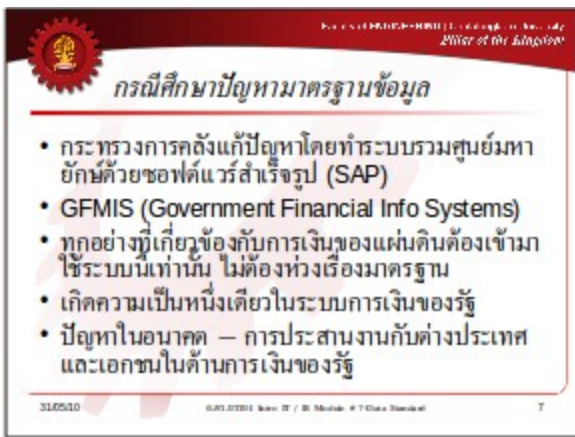 Faculty of ENGINEERING | Chulalongkorn University
Pillar of the Kingdom
กรณีศึกษาปัญหามาตรฐานข้อมูล
• กระทรวงการคลังแก้ปัญหาโดยทำระบบรวมศูนย์มหา
ยักษ์ด้วยซอฟต์แวร์สำเร็จรูป (SAP)
• GFMIS (Government Financial Info Systems)
• ทุกอย่างที่เกี่ยวข้องกับการเงินของแผ่นดินต้องเข้ามา
ใช้ระบบนี้เท่านั้น ไม่ต้องห่วงเรื่องมาตรฐาน
• เกิดความเป็นหนึ่งเดียวในระบบการเงินของรัฐ
• ปัญหาในอนาคต – การประสานงานกับต่างประเทศ
และเอกชนในด้านการเงินของรัฐ
31/05/10
Intro IT / IS Module # 7-Data Standard
7